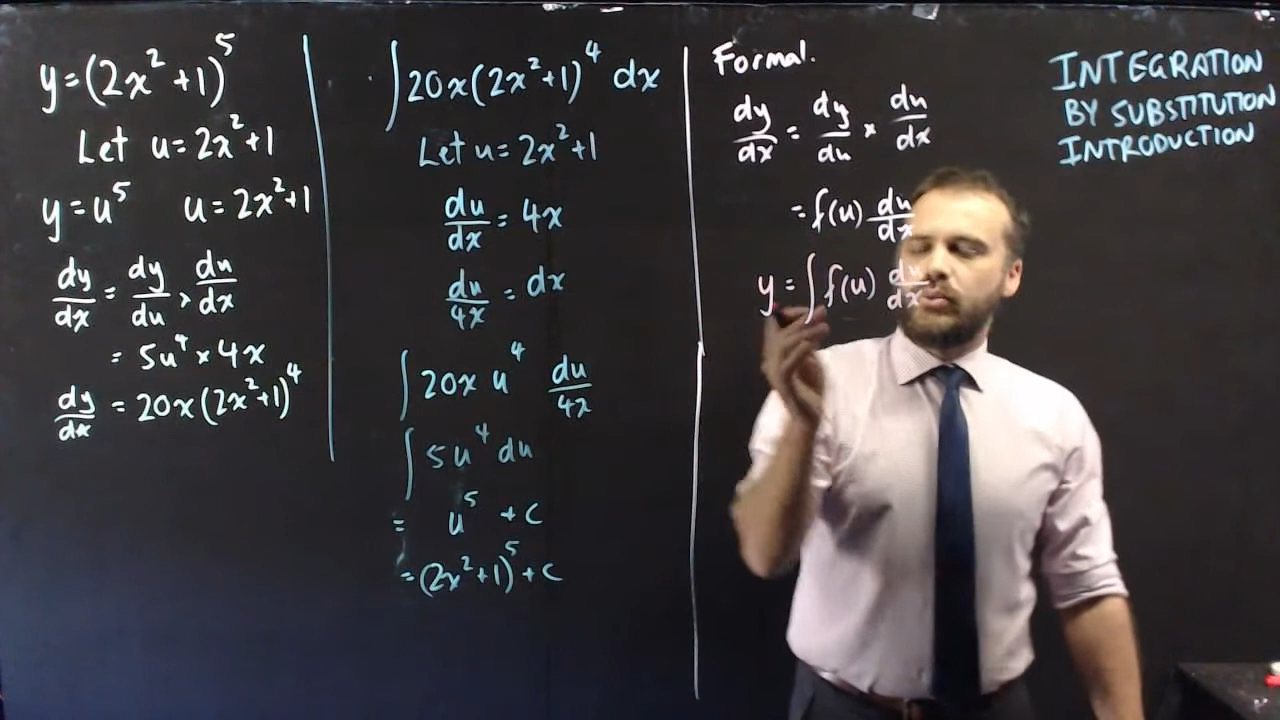 y=(2x²+1)⁵
Let u=2x²+1
y=u⁵ u=2x²+1
dy/dx = dy/du × du/dx
= 5u⁴ × 4x
dy/dx = 20x(2x²+1)⁴
∫20x(2x²+1)⁴ dx
Let u=2x²+1
du/dx = 4x
du/4x = dx
∫20x u⁴ du/4x
∫5u⁴ du
= u⁵ + c
= (2x²+1)⁵ + c
Formal.
dy/dx = dy/du × du/dx
= f(u) du/dx
y = ∫f(u) du/dx
INTEGRATION
BY SUBSTITUTION
INTRODUCTION